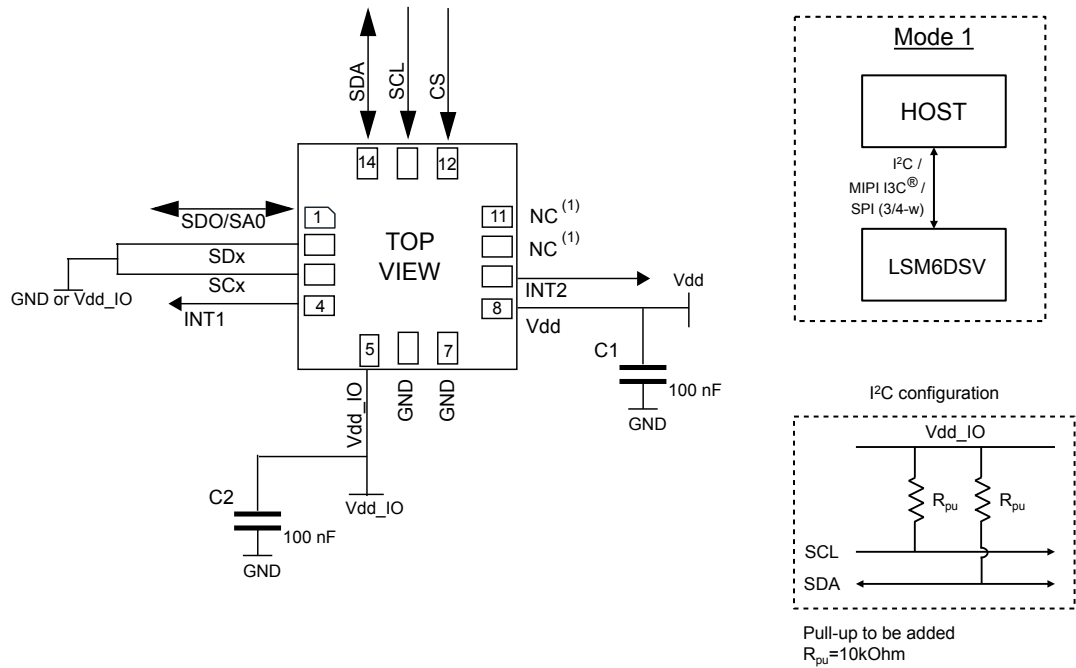 SDA
SCL
CS
14
12
1
SDO/SA0
SDx
SCx
GND or Vdd_IO
INT1
4
TOP
VIEW
11
NC (1)
NC (1)
INT2
8
Vdd
Vdd
5
7
Vdd_IO
GND
GND
C1
100 nF
GND
C2
100 nF
GND
Vdd_IO
Mode 1
HOST
I²C /
MIPI I3C® /
SPI (3/4-w)
LSM6DSV
I²C configuration
Vdd_IO
Rpu
Rpu
SCL
SDA
Pull-up to be added
Rpu=10kOhm